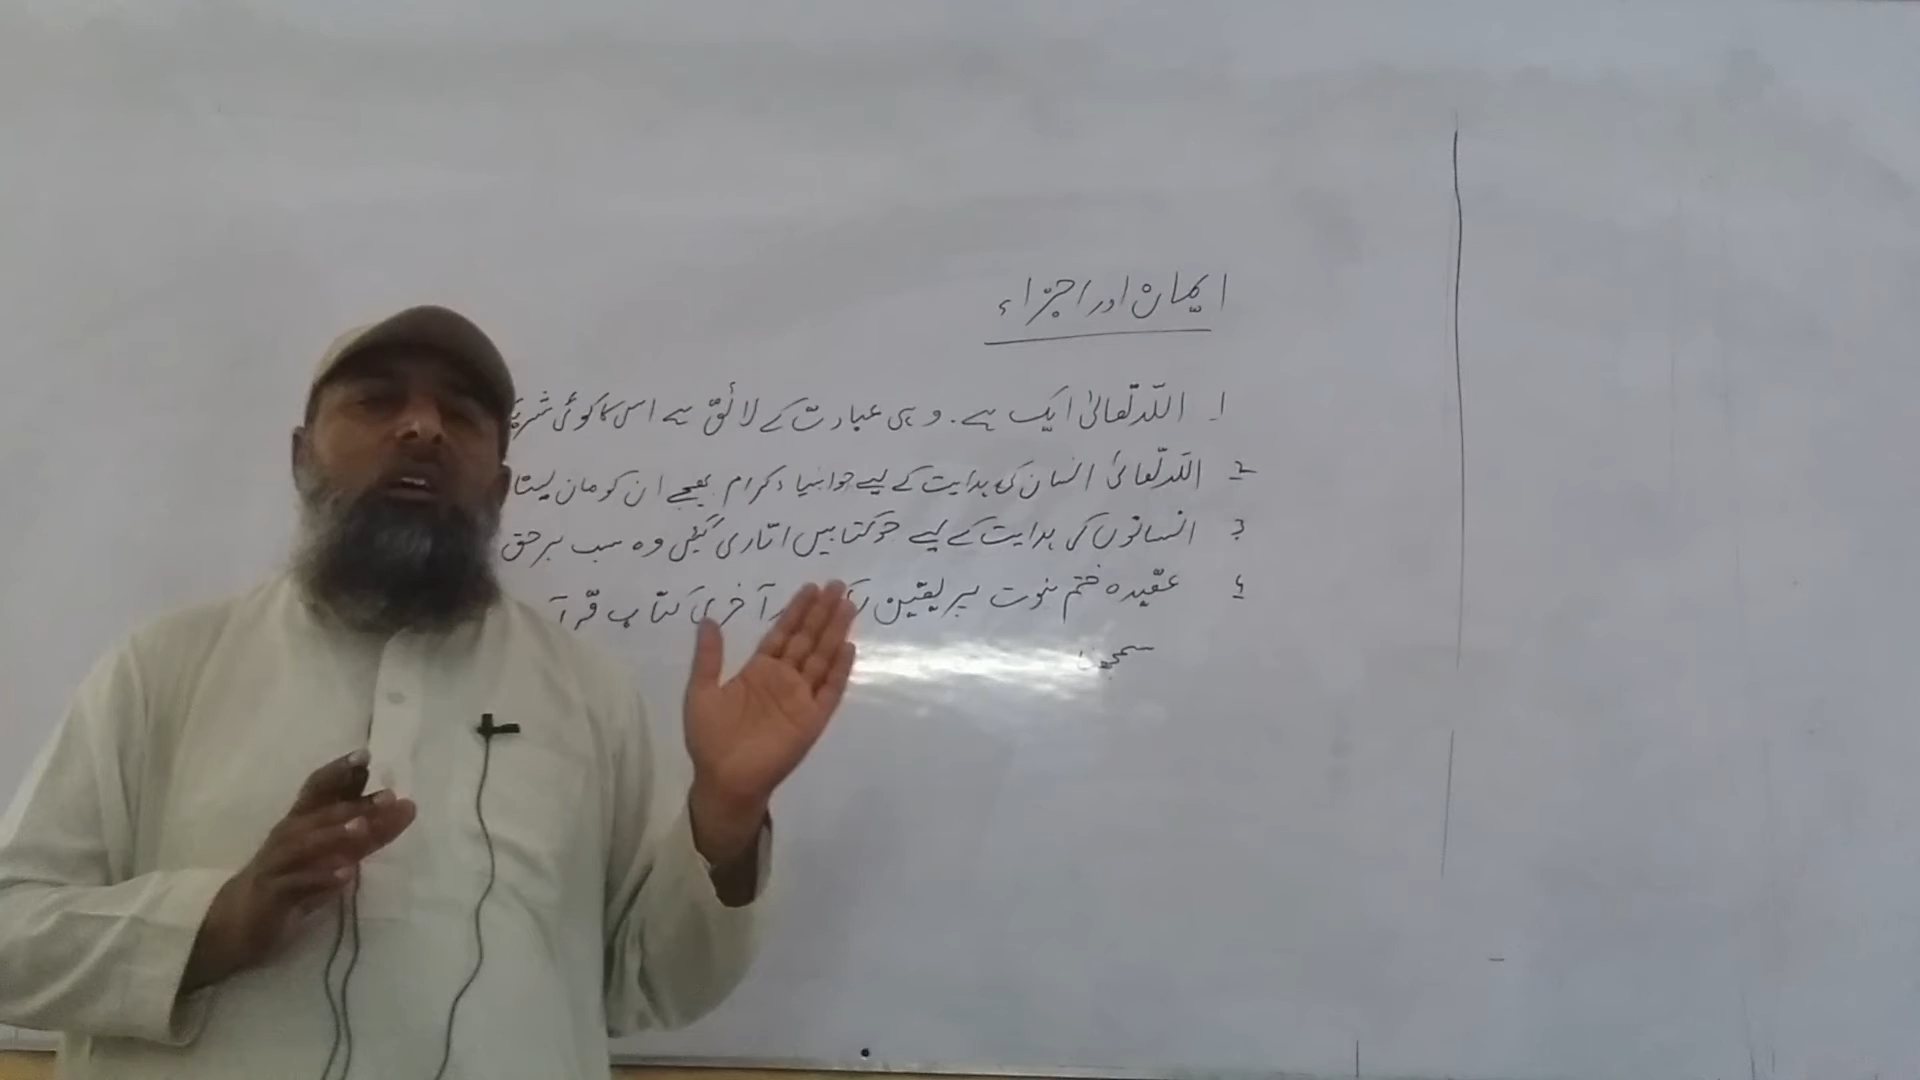 ایمان اور اجزاء
۱۔ اللہ تعالیٰ ایک ہے۔ وہی عبادت کے لائق ہے اس کا کوئی شریک
۲ اللہ تعالیٰ انسان کی ہدایت کے لیے جو انبیاء کرام بھیجے ان کو مان لینا
۳ انسانوں کی ہدایت کے لیے جو کتابیں اتاری گئیں وہ سب برحق
۴ عقیدہ ختم نبوت پر یقین آخری کتاب قرآ
سمجھیں